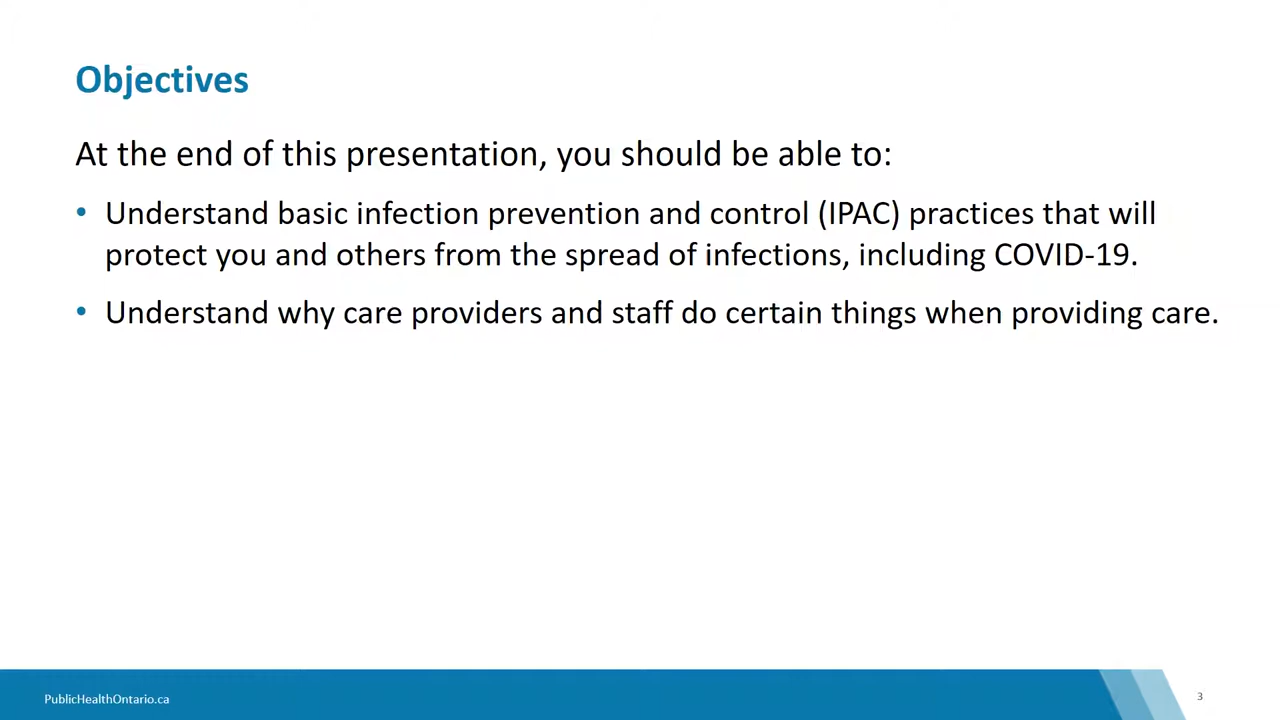 Objectives
At the end of this presentation, you should be able to:
• Understand basic infection prevention and control (IPAC) practices that will
protect you and others from the spread of infections, including COVID-19.
• Understand why care providers and staff do certain things when providing care.
PublicHealthOntario.ca
3